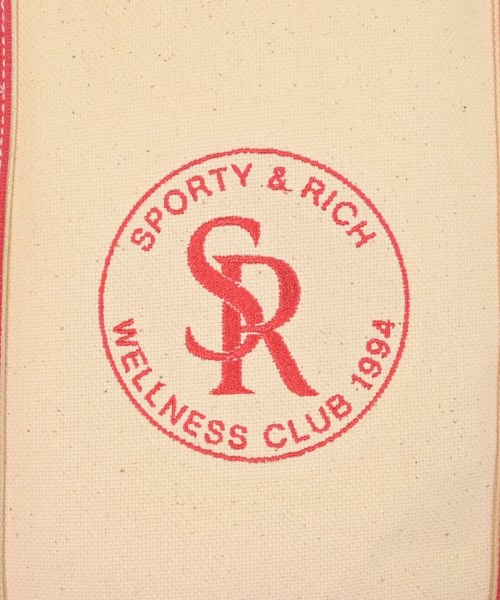 SPORTY & RICH
SR
WELLNESS CLUB 1994